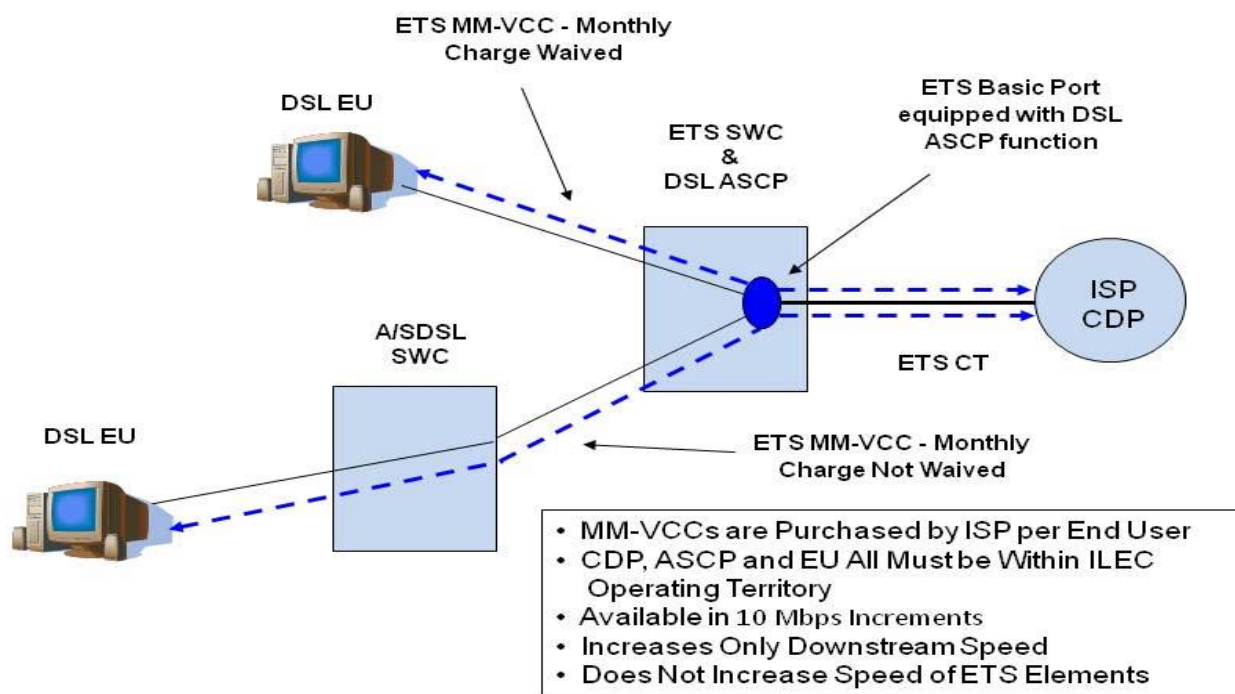 ETS MM-VCC - Monthly
Charge Waived
DSL EU
ETS SWC
&
DSL ASCP
ETS Basic Port
equipped with DSL
ASCP function
ISP
CDP
ETS CT
A/SDSL
SWC
DSL EU
ETS MM-VCC - Monthly
Charge Not Waived
• MM-VCCs are Purchased by ISP per End User
• CDP, ASCP and EU All Must be Within ILEC
Operating Territory
• Available in 10 Mbps Increments
• Increases Only Downstream Speed
• Does Not Increase Speed of ETS Elements